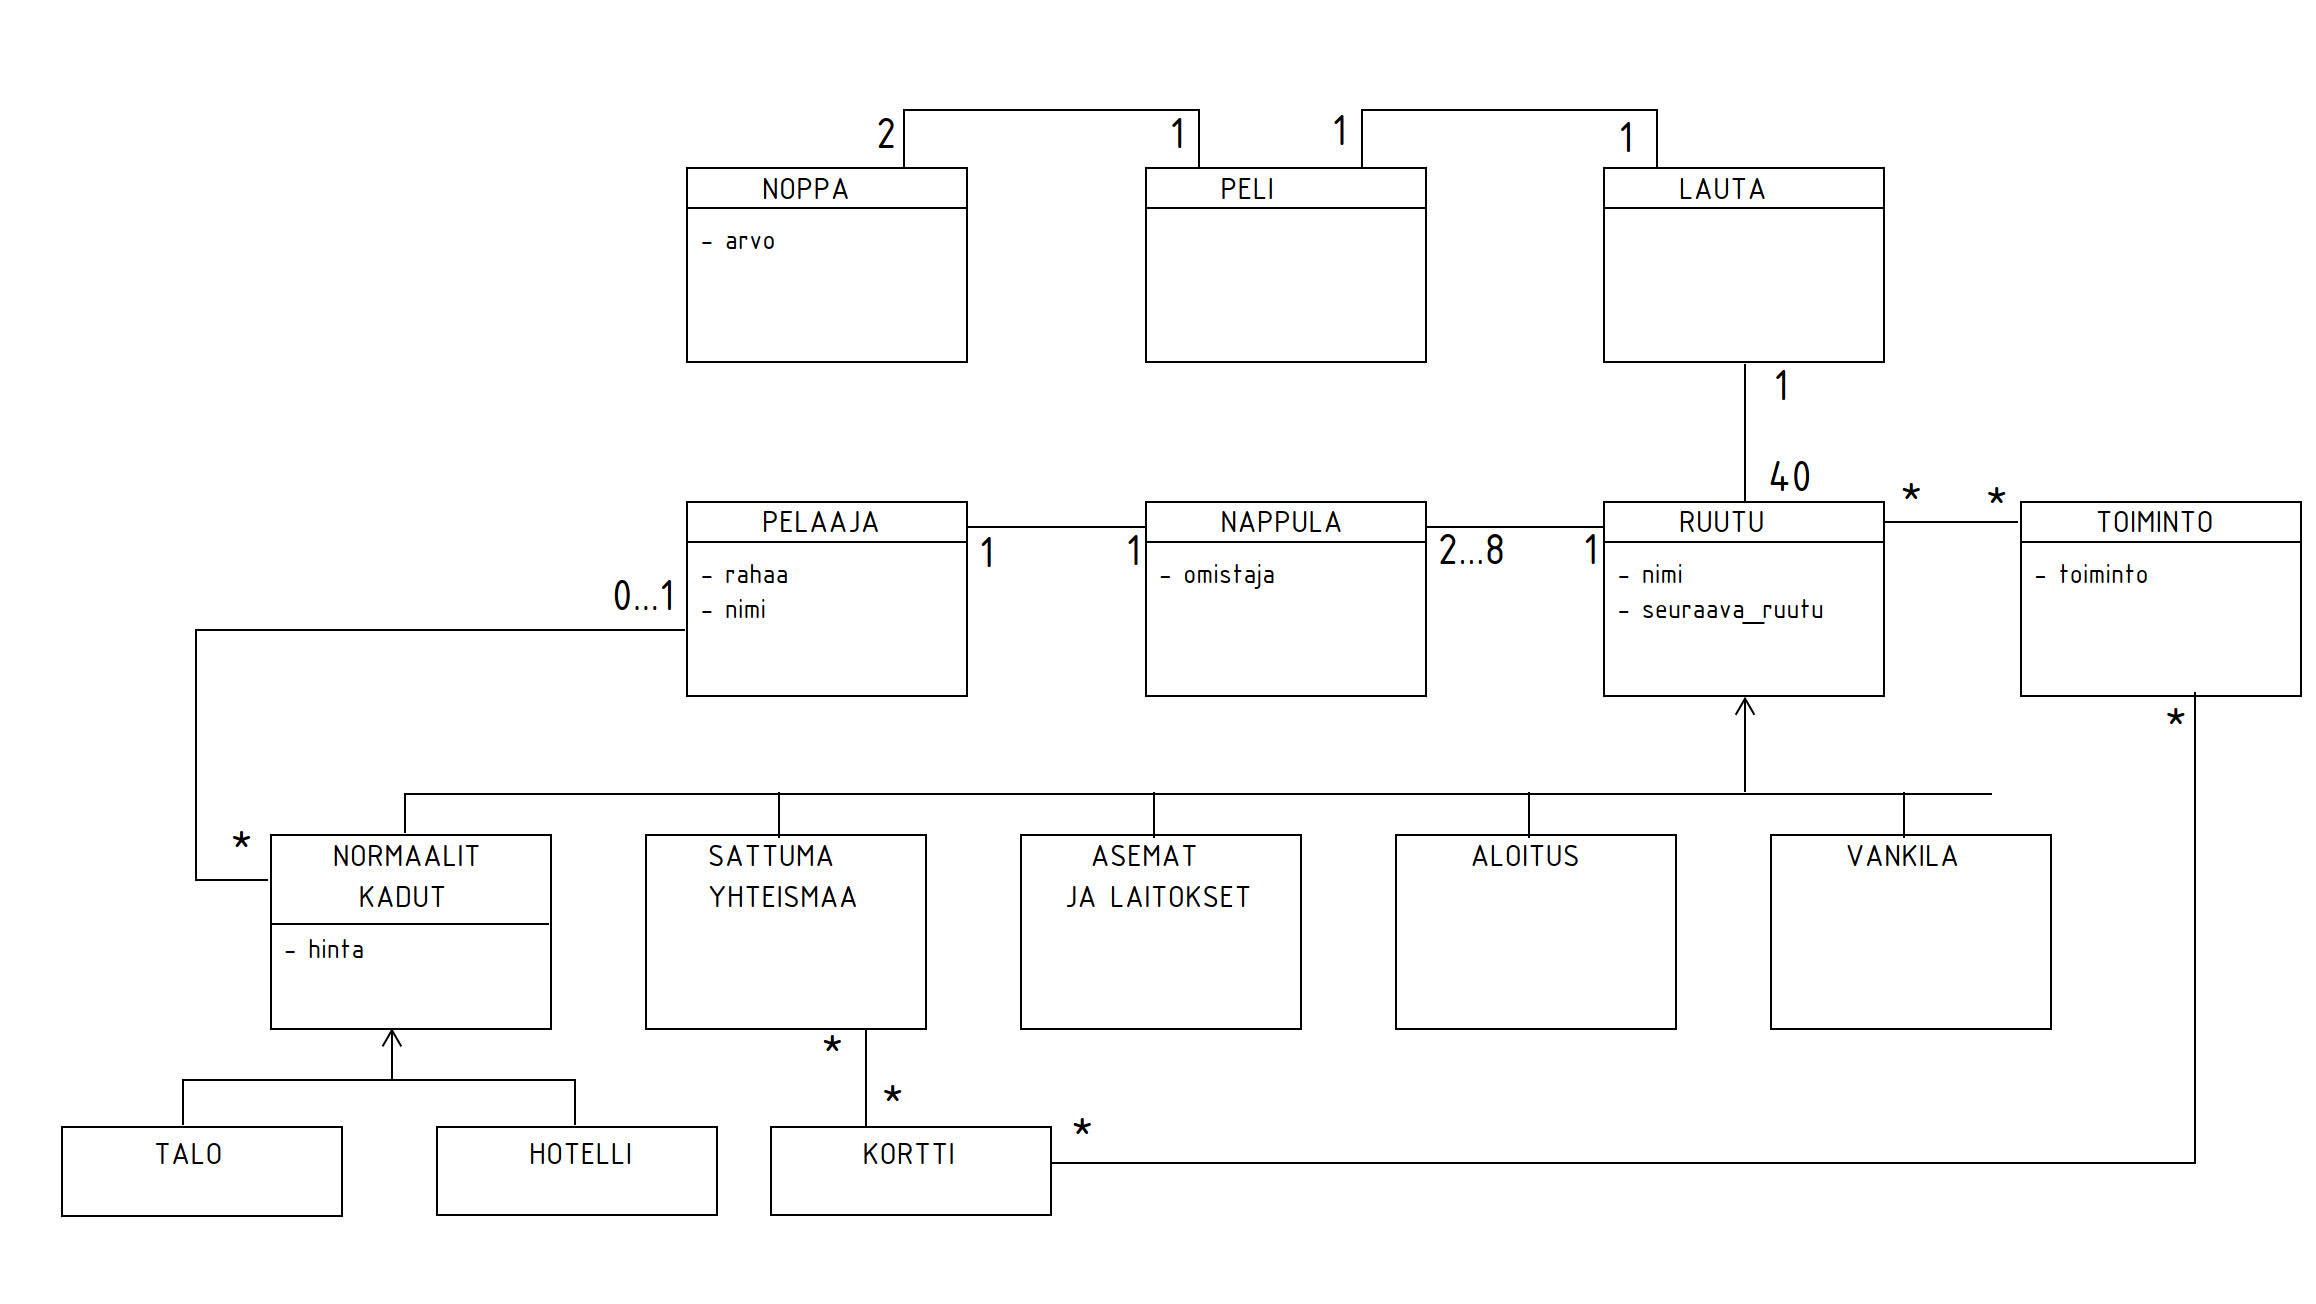 2
1
1
1
NOPPA
PELI
LAUTA
- arvo
1
40
*
*
PELAAJA
NAPPULA
RUUTU
TOIMINTO
1
1
2...8
1
- rahaa
- nimi
- omistaja
- nimi
- seuraava_ruutu
- toiminto
0...1
*
*
NORMAALIT
KADUT
SATTUMA
YHTEISMAA
ASEMAT
JA LAITOKSET
ALOITUS
VANKILA
- hinta
*
*
*
TALO
HOTELLI
KORTTI